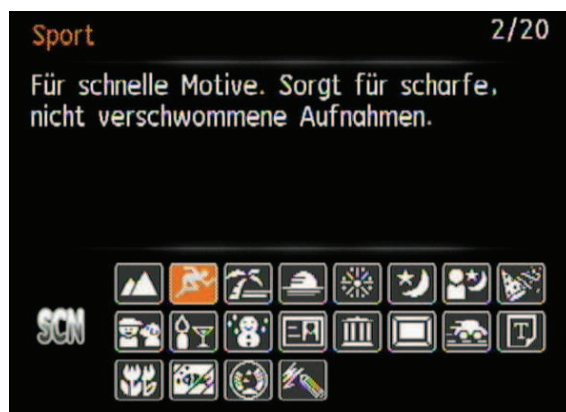 Sport 2/20
Für schnelle Motive. Sorgt für scharfe,
nicht verschwommene Aufnahmen.
SCN
T